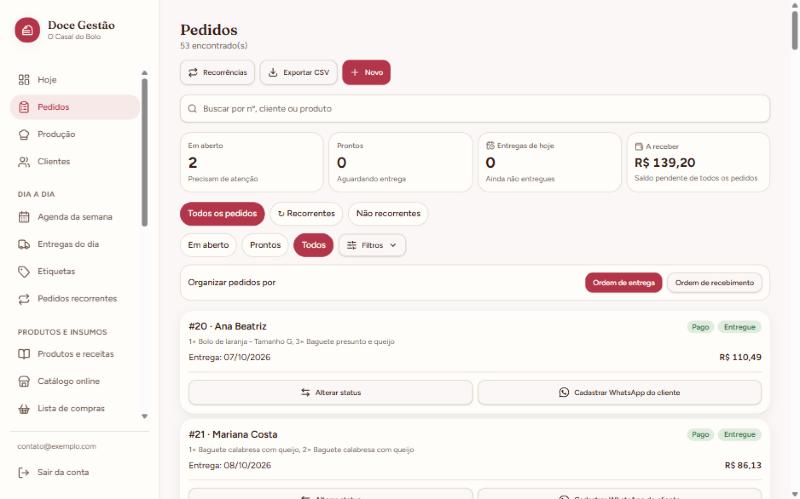 Doce Gestão
O Casal do Bolo
Hoje
Pedidos
Produção
Clientes
DIA A DIA
Agenda da semana
Entregas do dia
Etiquetas
Pedidos recorrentes
PRODUTOS E INSUMOS
Produtos e receitas
Catálogo online
Lista de compras
contato@exemplo.com
Sair da conta
Pedidos
53 encontrado(s)
Recorrências
Exportar CSV
+ Novo
Buscar por nº, cliente ou produto
Em aberto
2
Precisam de atenção
Prontos
0
Aguardando entrega
Entregas de hoje
0
Ainda não entregues
A receber
R$ 139,20
Saldo pendente de todos os pedidos
Todos os pedidos
↻ Recorrentes
Não recorrentes
Em aberto
Prontos
Todos
Filtros
Organizar pedidos por
Ordem de entrega
Ordem de recebimento
#20 · Ana Beatriz
Pago
Entregue
1× Bolo de laranja - Tamanho G, 3× Baguete presunto e queijo
Entrega: 07/10/2026
R$ 110,49
Alterar status
Cadastrar WhatsApp do cliente
#21 · Mariana Costa
Pago
Entregue
1× Baguete calabresa com queijo, 2× Baguete calabresa com queijo
Entrega: 08/10/2026
R$ 86,13
Alterar status
Cadastrar WhatsApp do cliente